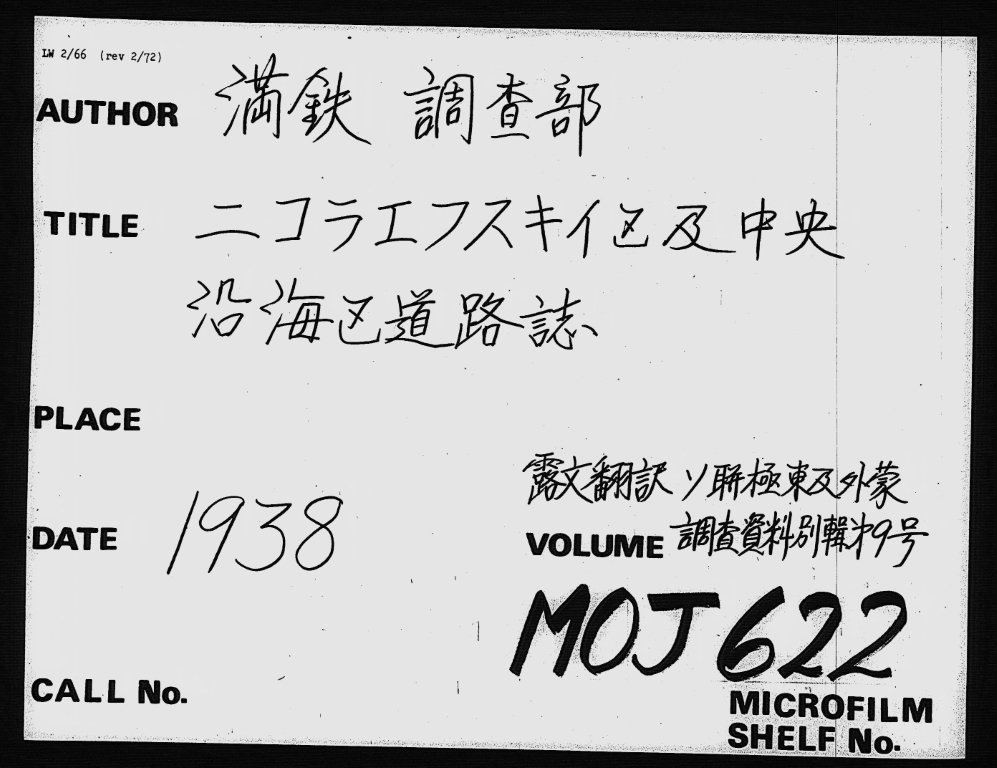 LW 2/66 (rev 2/72)
AUTHOR 満鉄 調査部
TITLE ニコラエフスキイ区及中央
沿海区道路誌
PLACE
露文翻訳 ソ聯極東及外蒙
DATE 1938
VOLUME 調査資料別輯第9号
MOJ 622
CALL No.
MICROFILM
SHELF No.